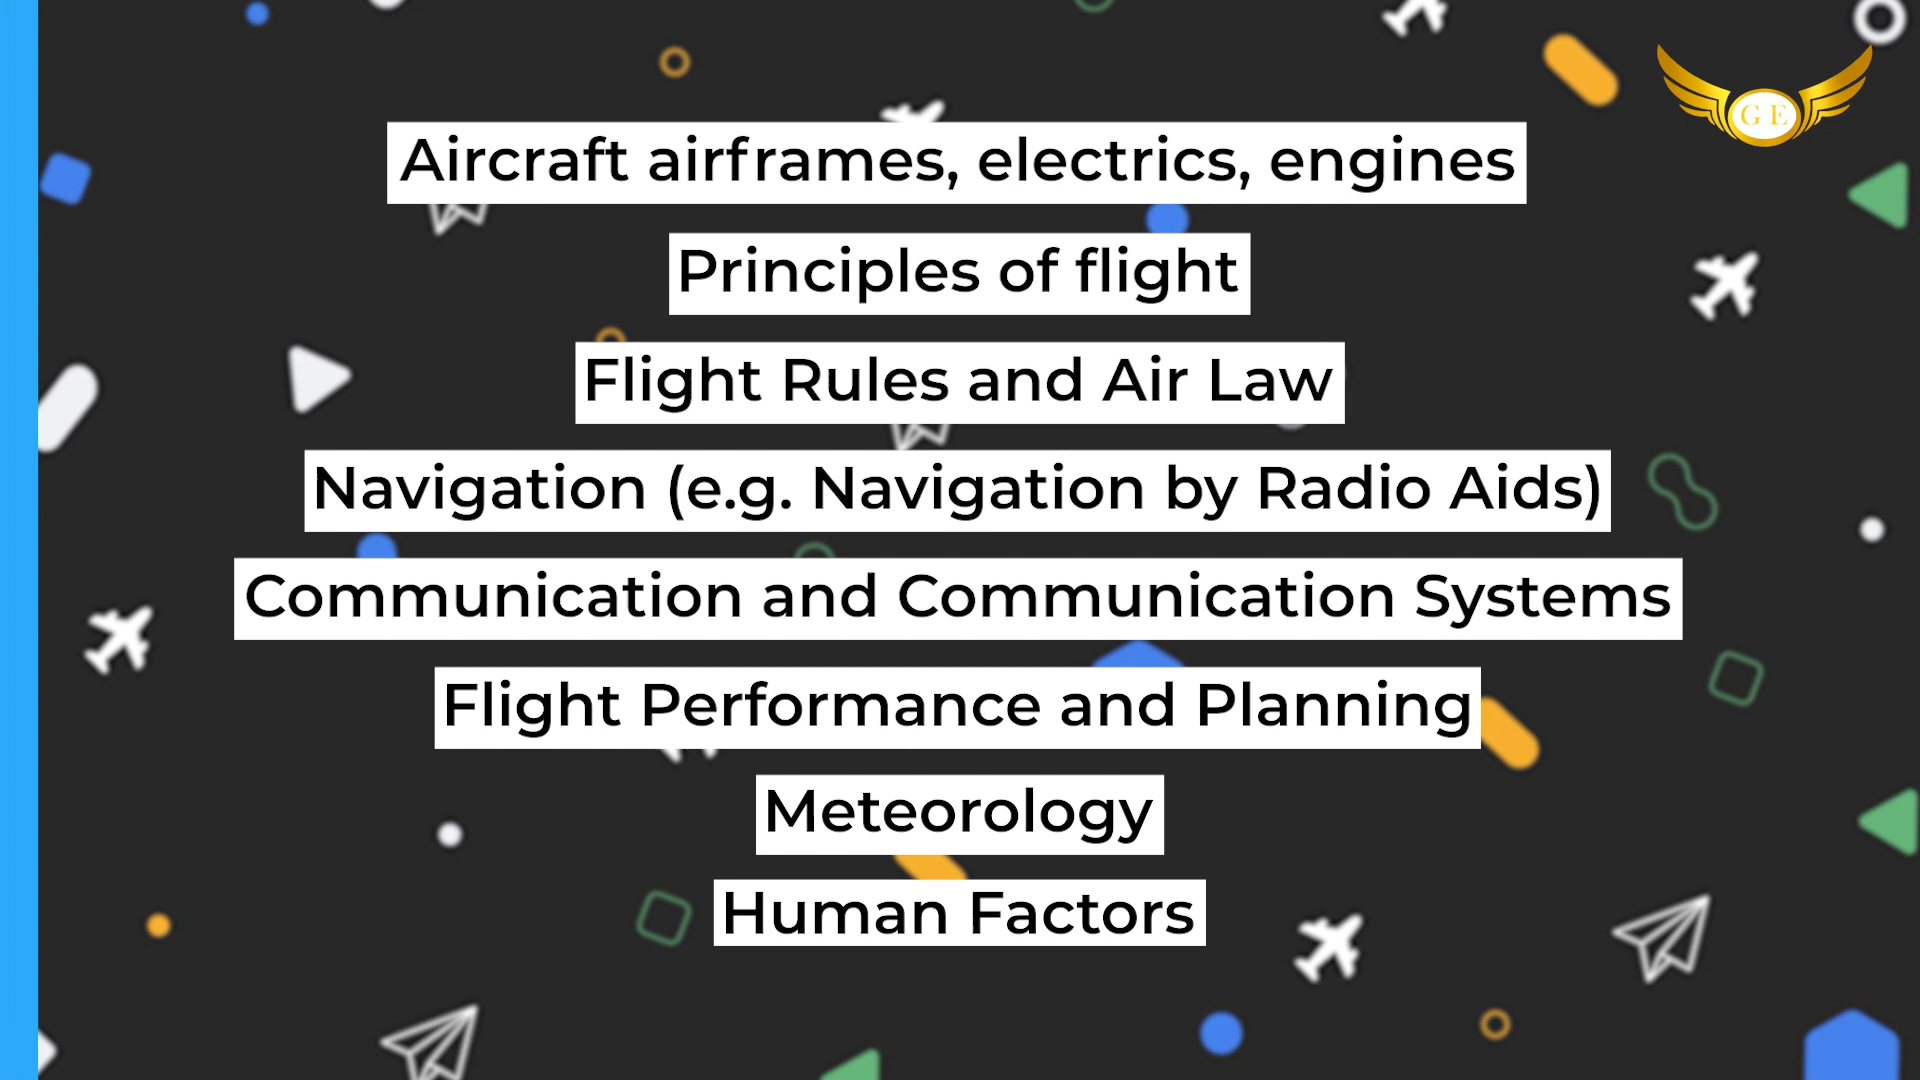 G E
Aircraft airframes, electrics, engines
Principles of flight
Flight Rules and Air Law
Navigation (e.g. Navigation by Radio Aids)
Communication and Communication Systems
Flight Performance and Planning
Meteorology
Human Factors